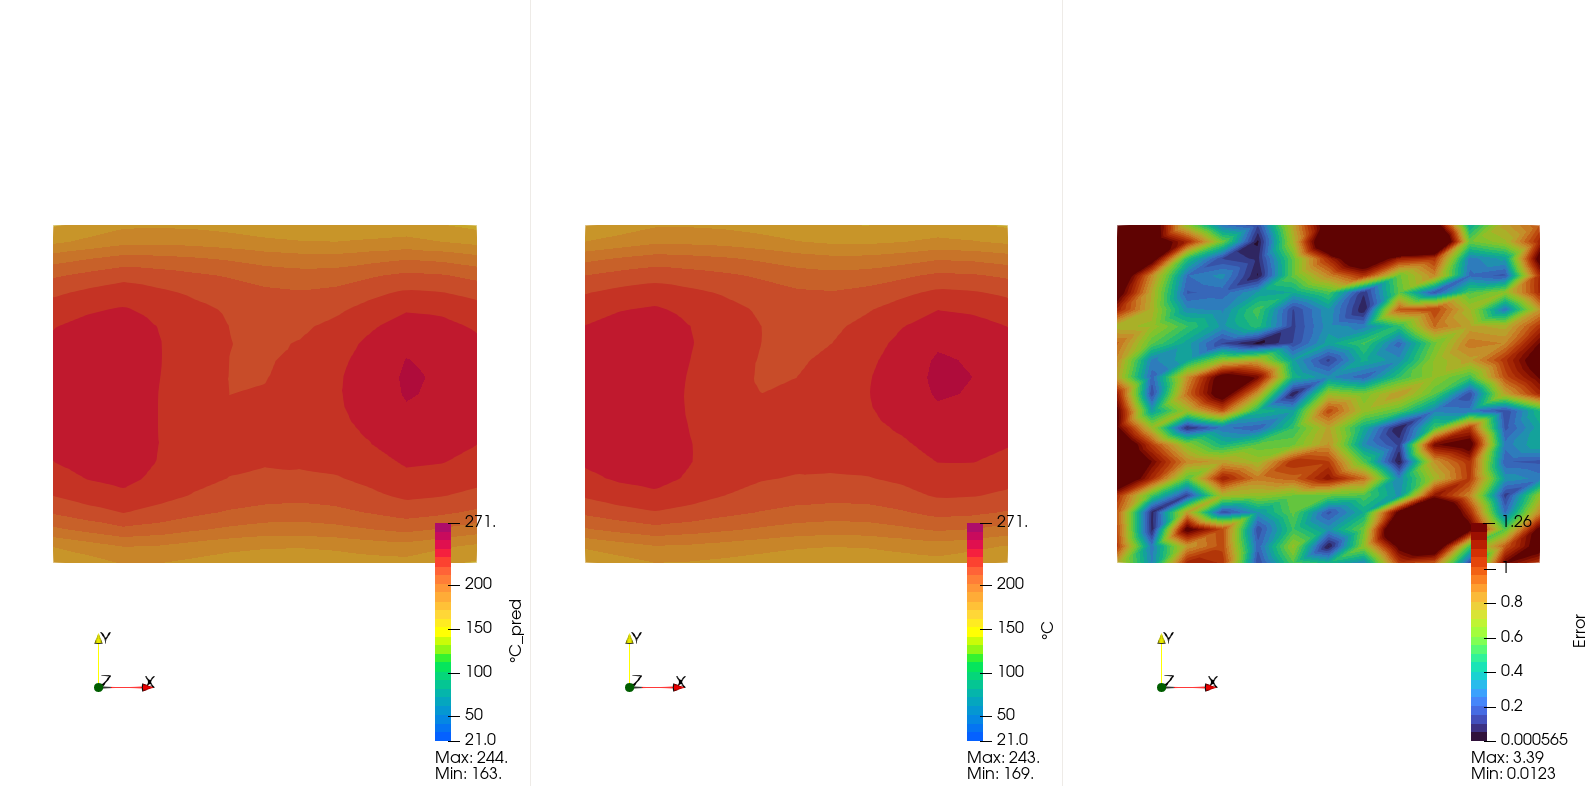 271.
200
150
100
50
21.0
°C_pred
Max: 244.
Min: 163.
Y
Z
X
271.
200
150
100
50
21.0
°C
Max: 243.
Min: 169.
Y
Z
X
1.26
1
0.8
0.6
0.4
0.2
0.000565
Error
Max: 3.39
Min: 0.0123
Y
Z
X